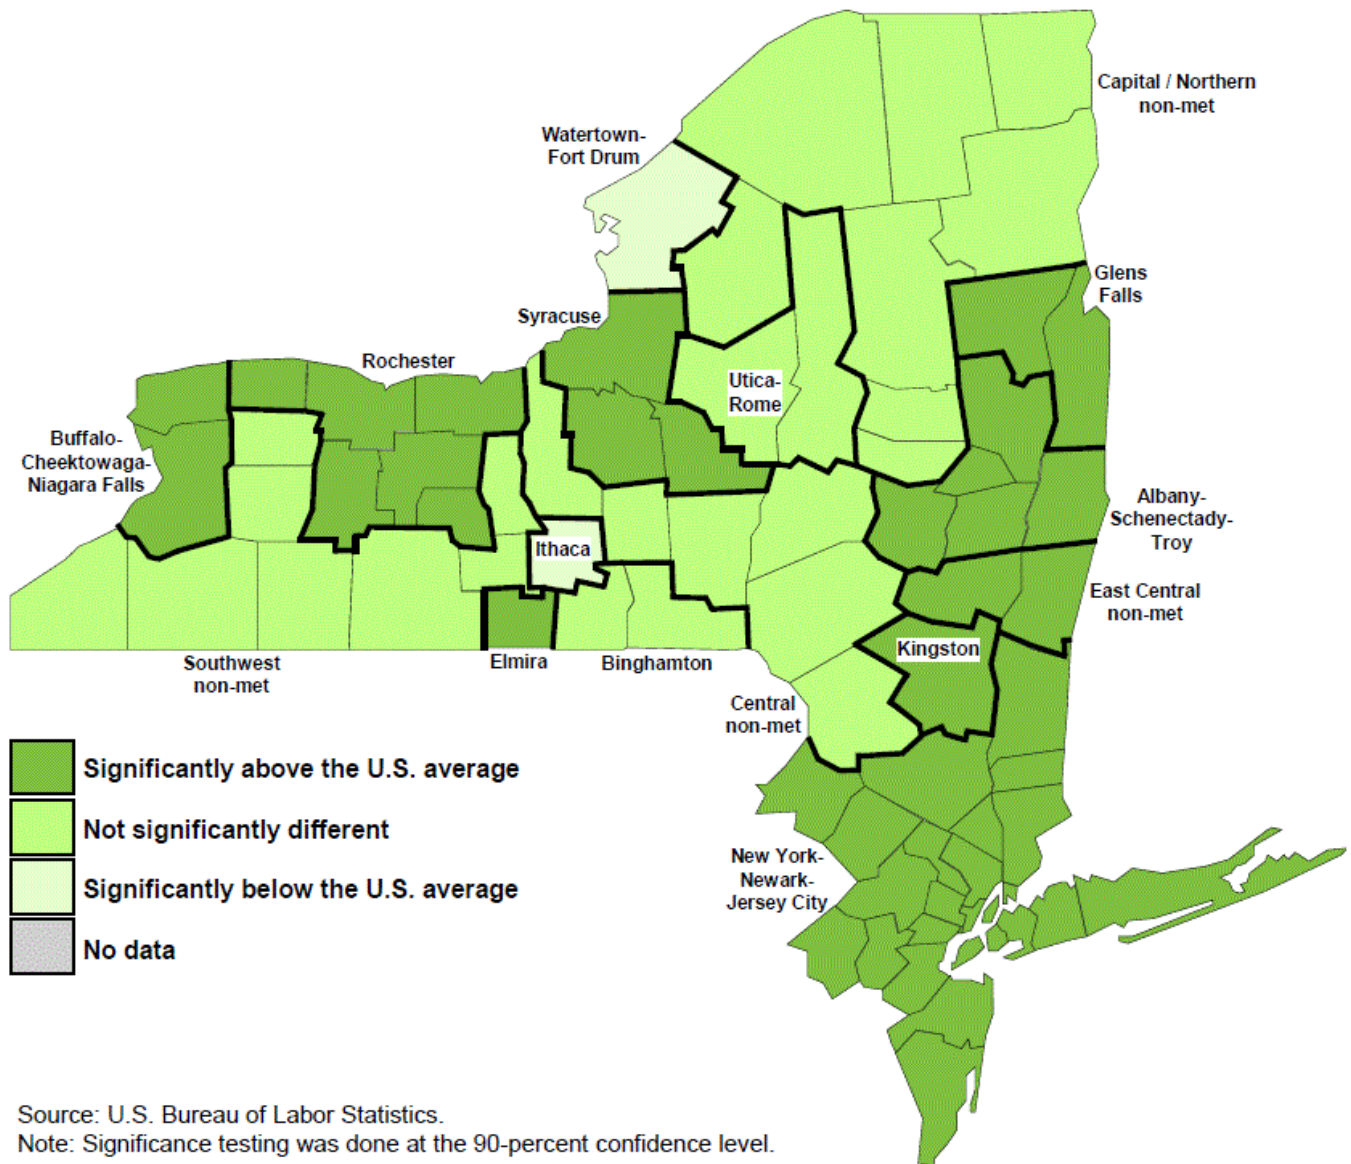 Capital / Northern
non-met
Watertown-
Fort Drum
Glens
Falls
Syracuse
Rochester
Utica-
Rome
Buffalo-
Cheektowaga-
Niagara Falls
Albany-
Schenectady-
Troy
Ithaca
East Central
non-met
Kingston
Southwest
non-met
Elmira
Binghamton
Central
non-met
Significantly above the U.S. average
Not significantly different
New York-
Newark-
Jersey City
Significantly below the U.S. average
No data
Source: U.S. Bureau of Labor Statistics.
Note: Significance testing was done at the 90-percent confidence level.